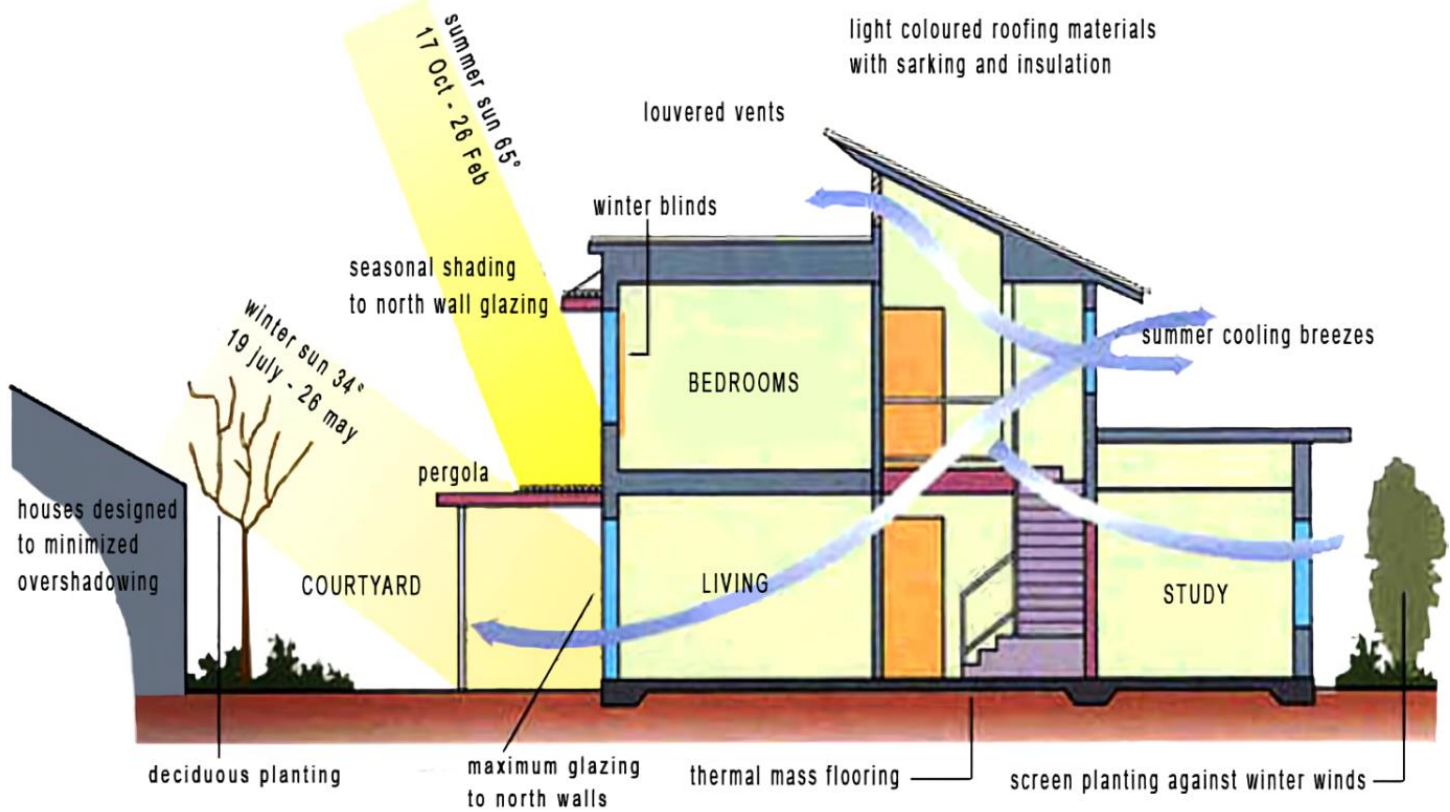 summer sun 65°
17 Oct - 26 Feb
light coloured roofing materials
with sarking and insulation
louvered vents
winter blinds
seasonal shading
to north wall glazing
winter sun 34°
19 july - 26 may
summer cooling breezes
BEDROOMS
pergola
houses designed
to minimized
overshadowing
COURTYARD
LIVING
STUDY
deciduous planting
maximum glazing
to north walls
thermal mass flooring
screen planting against winter winds